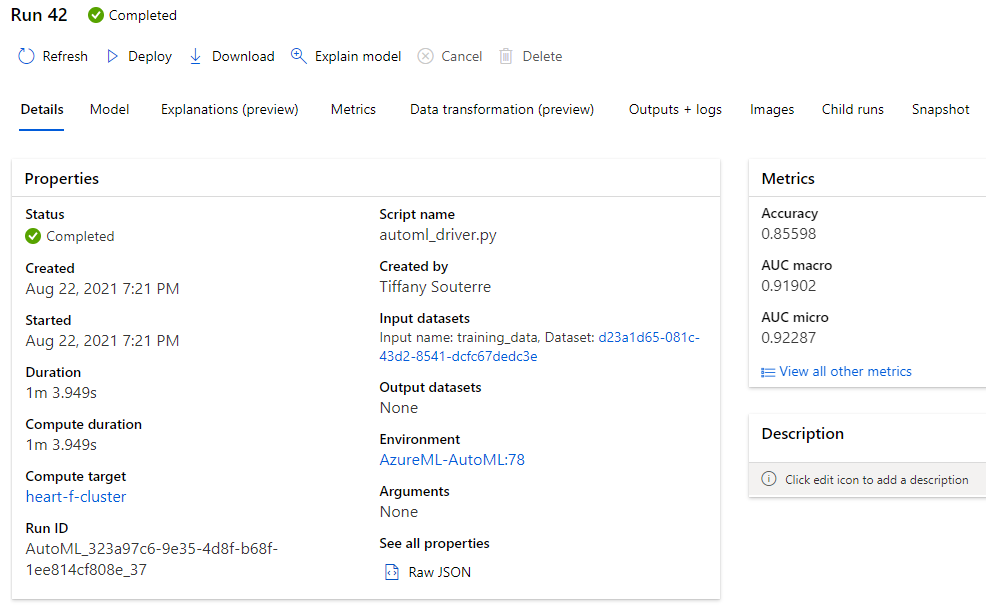 Run 42 Completed
Refresh Deploy Download Explain model Cancel Delete
Details Model Explanations (preview) Metrics Data transformation (preview) Outputs + logs Images Child runs Snapshot
Properties
Status
Completed
Created
Aug 22, 2021 7:21 PM
Started
Aug 22, 2021 7:21 PM
Duration
1m 3.949s
Compute duration
1m 3.949s
Compute target
heart-f-cluster
Run ID
AutoML_323a97c6-9e35-4d8f-b68f-
1ee814cf808e_37
Script name
automl_driver.py
Created by
Tiffany Souterre
Input datasets
Input name: training_data, Dataset: d23a1d65-081c-
43d2-8541-dcfc67dedc3e
Output datasets
None
Environment
AzureML-AutoML:78
Arguments
None
See all properties
Raw JSON
Metrics
Accuracy
0.85598
AUC macro
0.91902
AUC micro
0.92287
View all other metrics
Description
Click edit icon to add a description